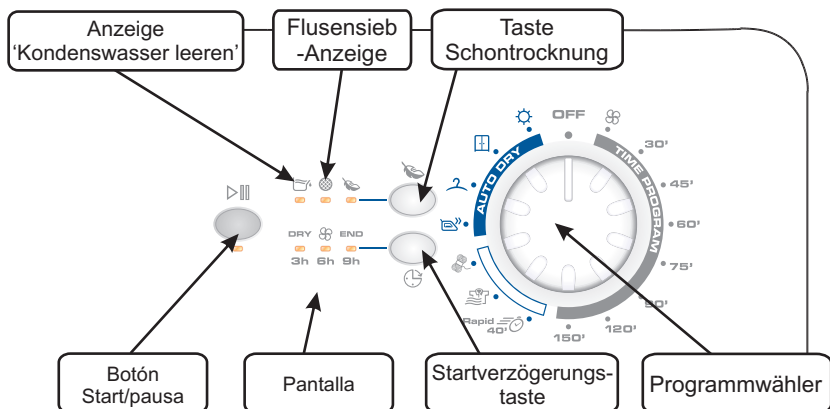 Anzeige
'Kondenswasser leeren'
Flusensieb
-Anzeige
Taste
Schontrocknung
OFF
AUTO DRY
TIME PROGRAM
30'
45'
60'
75'
90'
120'
150'
Rapid
40'
DRY END
3h 6h 9h
Botón
Start/pausa
Pantalla
Startverzögerungs-
taste
Programmwähler